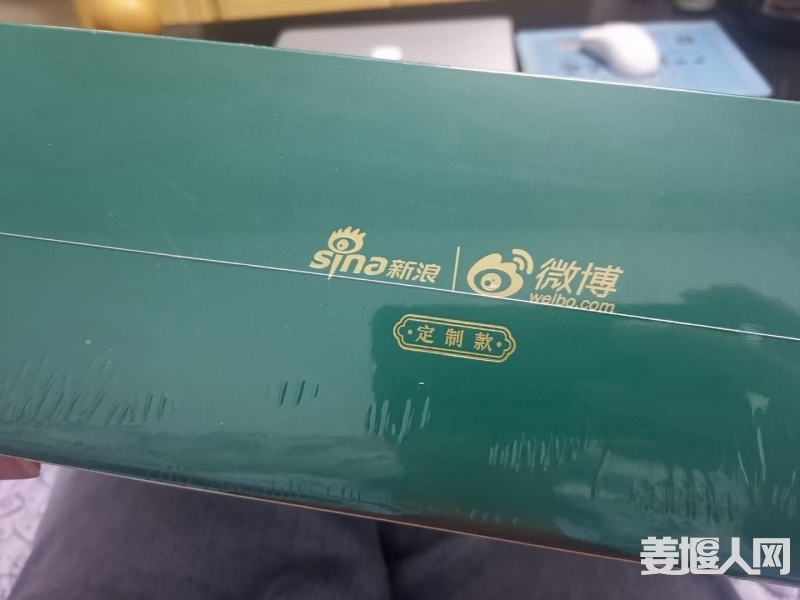 sina新浪 | 微博
weibo.com
·定制款·
姜堰人网